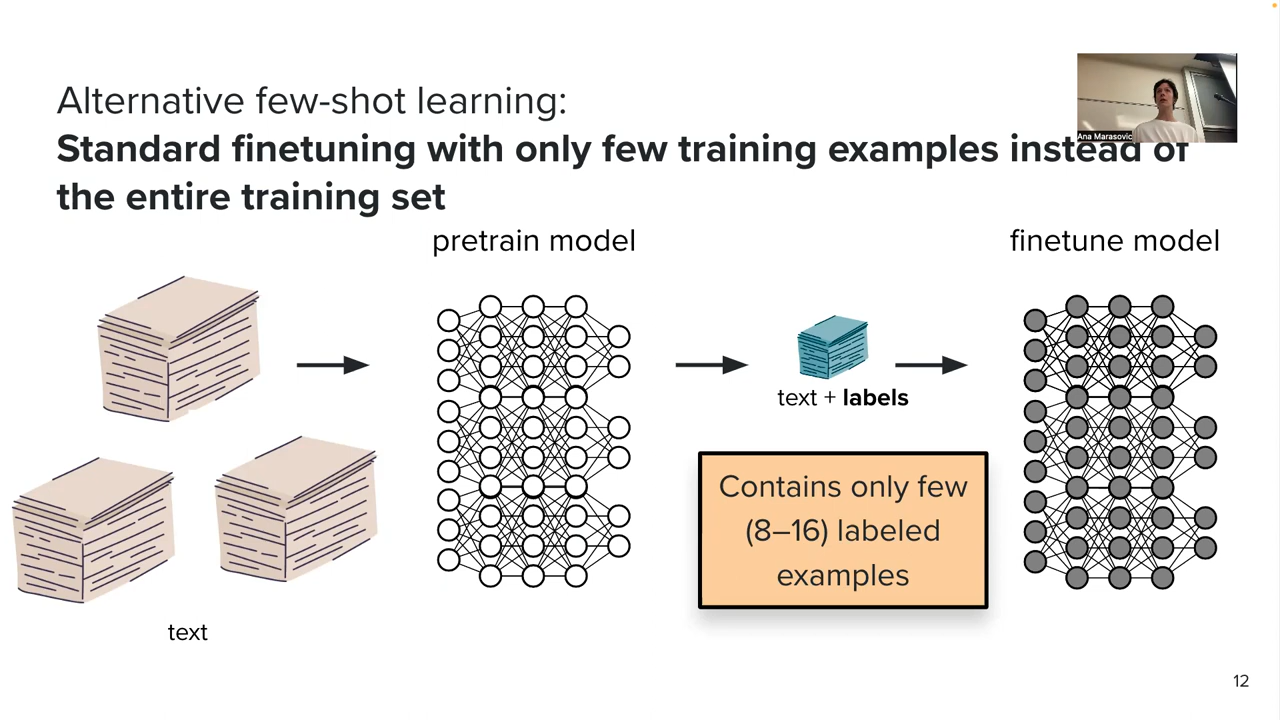 Alternative few-shot learning:
Ana Marasovic
Standard finetuning with only few training examples instead of
the entire training set
pretrain model
finetune model
text + labels
Contains only few
(8–16) labeled
examples
text
12